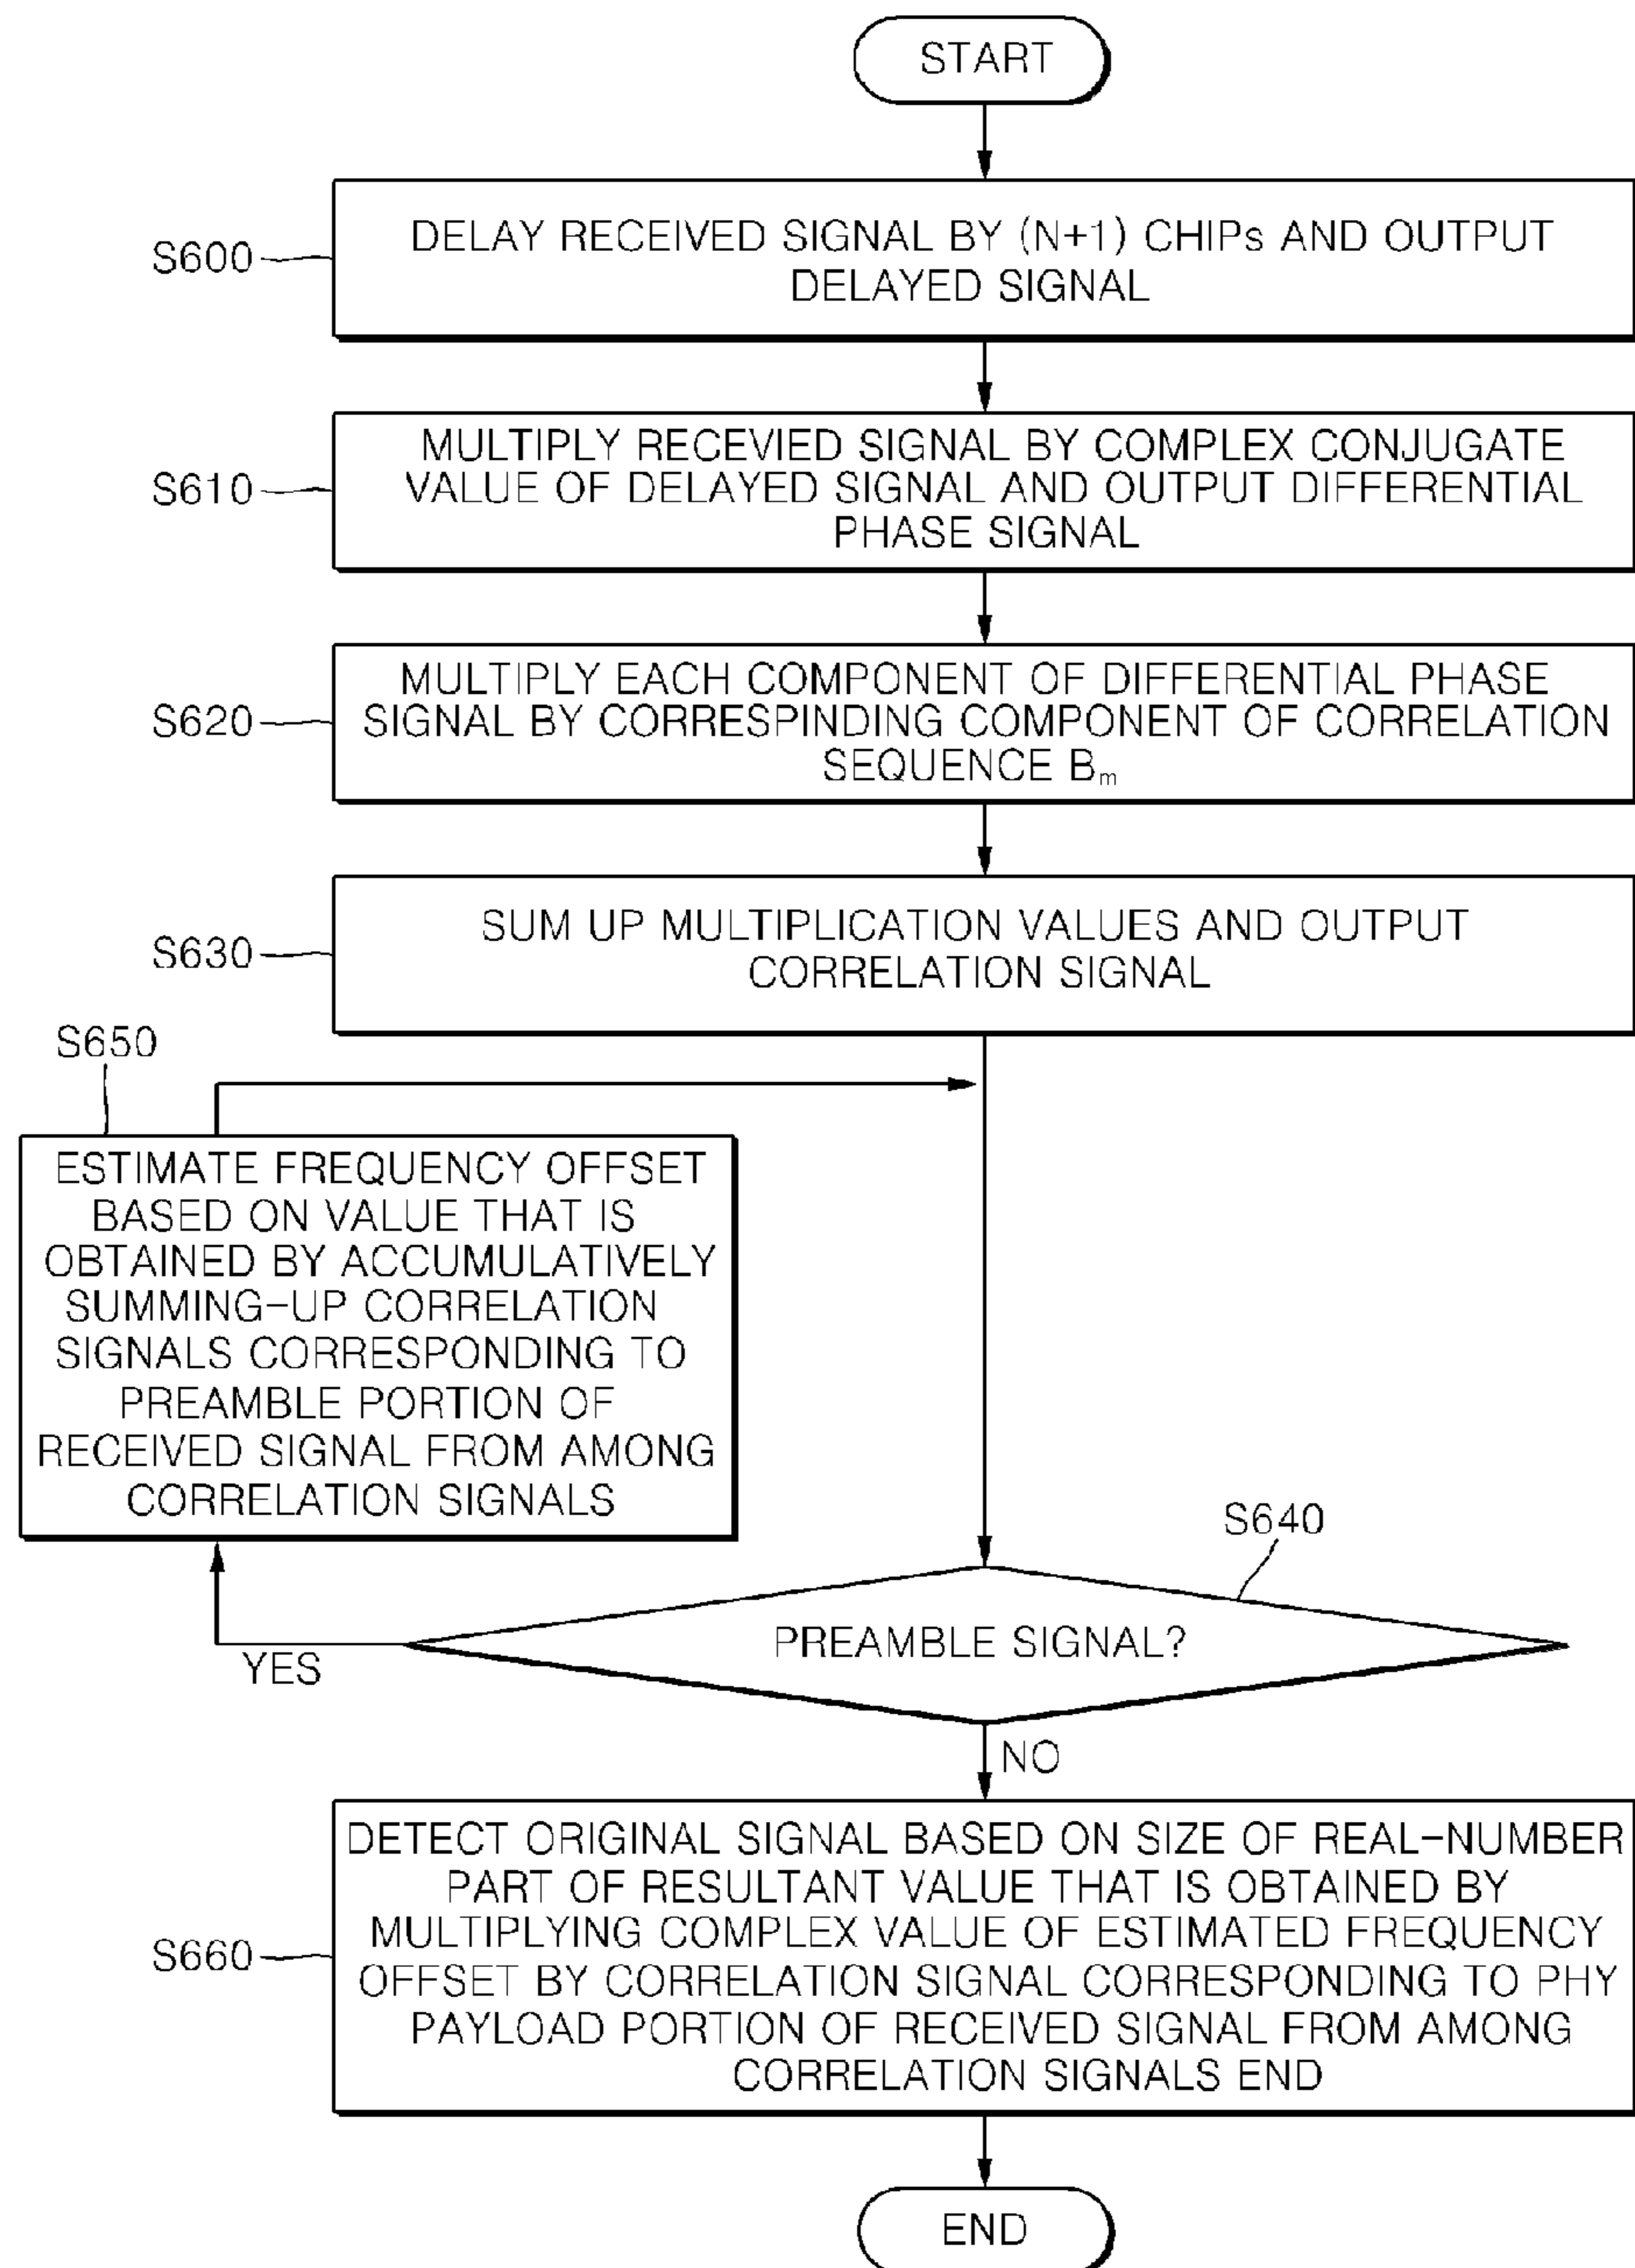 START
S600
DELAY RECEIVED SIGNAL BY (N+1) CHIPs AND OUTPUT
DELAYED SIGNAL
S610
MULTIPLY RECEVIED SIGNAL BY COMPLEX CONJUGATE
VALUE OF DELAYED SIGNAL AND OUTPUT DIFFERENTIAL
PHASE SIGNAL
S620
MULTIPLY EACH COMPONENT OF DIFFERENTIAL PHASE
SIGNAL BY CORRESPINDING COMPONENT OF CORRELATION
SEQUENCE Bm
S630
SUM UP MULTIPLICATION VALUES AND OUTPUT
CORRELATION SIGNAL
S650
ESTIMATE FREQUENCY OFFSET
BASED ON VALUE THAT IS
OBTAINED BY ACCUMULATIVELY
SUMMING-UP CORRELATION
SIGNALS CORRESPONDING TO
PREAMBLE PORTION OF
RECEIVED SIGNAL FROM AMONG
CORRELATION SIGNALS
S640
PREAMBLE SIGNAL?
YES
NO
S660
DETECT ORIGINAL SIGNAL BASED ON SIZE OF REAL-NUMBER
PART OF RESULTANT VALUE THAT IS OBTAINED BY
MULTIPLYING COMPLEX VALUE OF ESTIMATED FREQUENCY
OFFSET BY CORRELATION SIGNAL CORRESPONDING TO PHY
PAYLOAD PORTION OF RECEIVED SIGNAL FROM AMONG
CORRELATION SIGNALS END
END